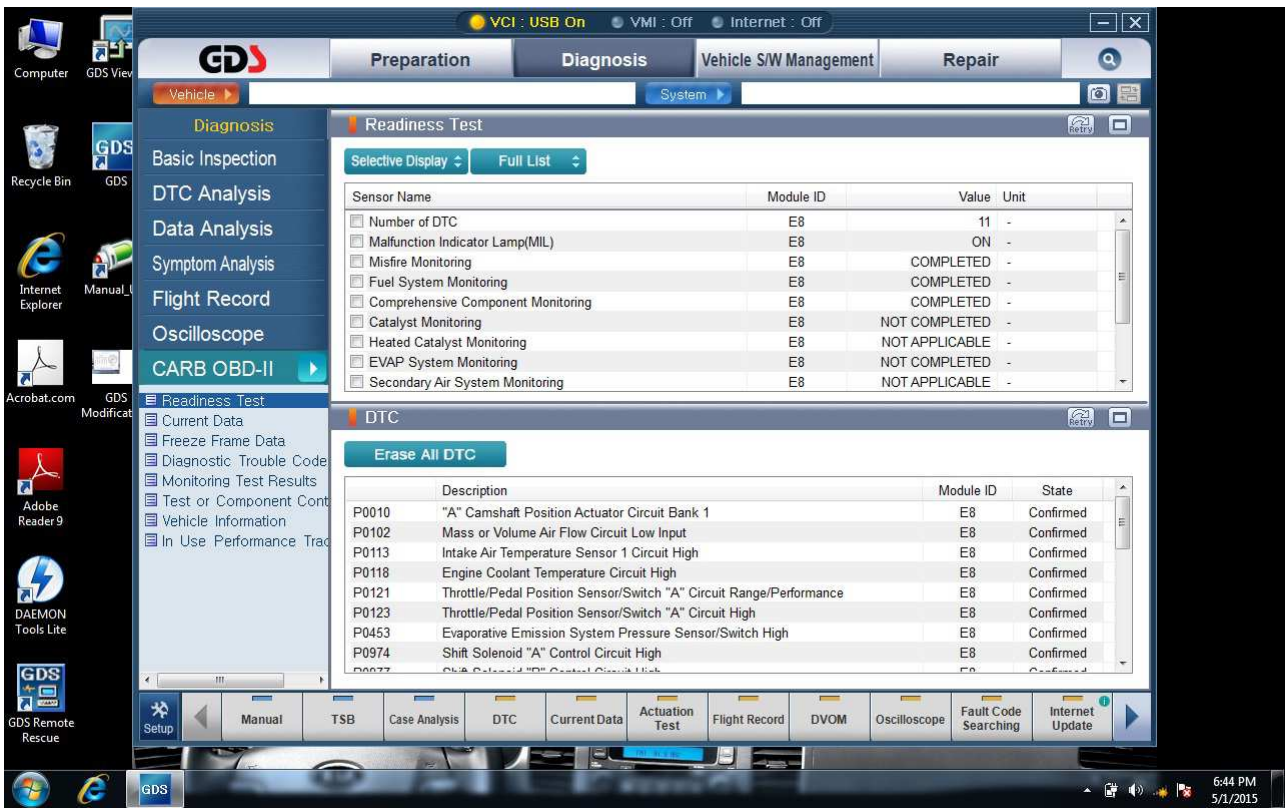 VCI : USB On VMI : Off Internet : Off
Computer
GDS View
GDS
Preparation Diagnosis Vehicle S/W Management Repair
Vehicle System
Diagnosis
Basic Inspection
DTC Analysis
Data Analysis
Symptom Analysis
Flight Record
Oscilloscope
CARB OBD-II
Readiness Test
Current Data
Freeze Frame Data
Diagnostic Trouble Code
Monitoring Test Results
Test or Component Cont
Vehicle Information
In Use Performance Trac
Recycle Bin
GDS
GDS
Internet Explorer
Manual_U
Acrobat.com
GDS Modificat
Adobe Reader 9
DAEMON Tools Lite
GDS
GDS Remote Rescue
Readiness Test
Retry
Selective Display Full List
Sensor Name Module ID Value Unit
Number of DTC E8 11 -
Malfunction Indicator Lamp(MIL) E8 ON -
Misfire Monitoring E8 COMPLETED -
Fuel System Monitoring E8 COMPLETED -
Comprehensive Component Monitoring E8 COMPLETED -
Catalyst Monitoring E8 NOT COMPLETED -
Heated Catalyst Monitoring E8 NOT APPLICABLE -
EVAP System Monitoring E8 NOT COMPLETED -
Secondary Air System Monitoring E8 NOT APPLICABLE -
DTC
Retry
Erase All DTC
Description Module ID State
P0010 "A" Camshaft Position Actuator Circuit Bank 1 E8 Confirmed
P0102 Mass or Volume Air Flow Circuit Low Input E8 Confirmed
P0113 Intake Air Temperature Sensor 1 Circuit High E8 Confirmed
P0118 Engine Coolant Temperature Circuit High E8 Confirmed
P0121 Throttle/Pedal Position Sensor/Switch "A" Circuit Range/Performance E8 Confirmed
P0123 Throttle/Pedal Position Sensor/Switch "A" Circuit High E8 Confirmed
P0453 Evaporative Emission System Pressure Sensor/Switch High E8 Confirmed
P0974 Shift Solenoid "A" Control Circuit High E8 Confirmed
P0977 Shift Solenoid "B" Control Circuit High E8 Confirmed
Setup Manual TSB Case Analysis DTC Current Data Actuation Test Flight Record DVOM Oscilloscope Fault Code Searching Internet Update
GDS
6:44 PM
5/1/2015